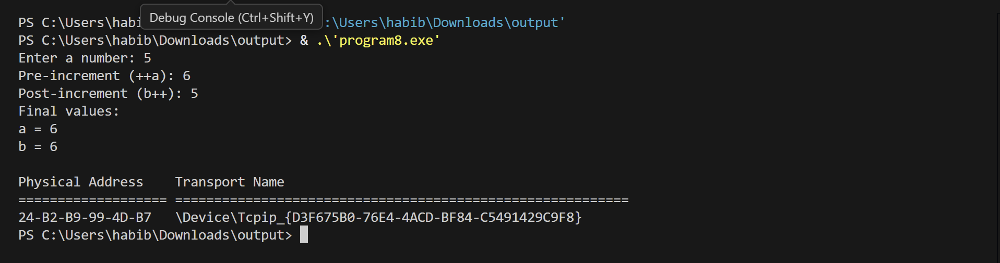 PS C:\Users\habi :\Users\habib\Downloads\output'
Debug Console (Ctrl+Shift+Y)
PS C:\Users\habib\Downloads\output> & .\'program8.exe'
Enter a number: 5
Pre-increment (++a): 6
Post-increment (b++): 5
Final values:
a = 6
b = 6
Physical Address    Transport Name
=================== ==========================================================
24-B2-B9-99-4D-B7   \Device\Tcpip_{D3F675B0-76E4-4ACD-BF84-C5491429C9F8}
PS C:\Users\habib\Downloads\output>